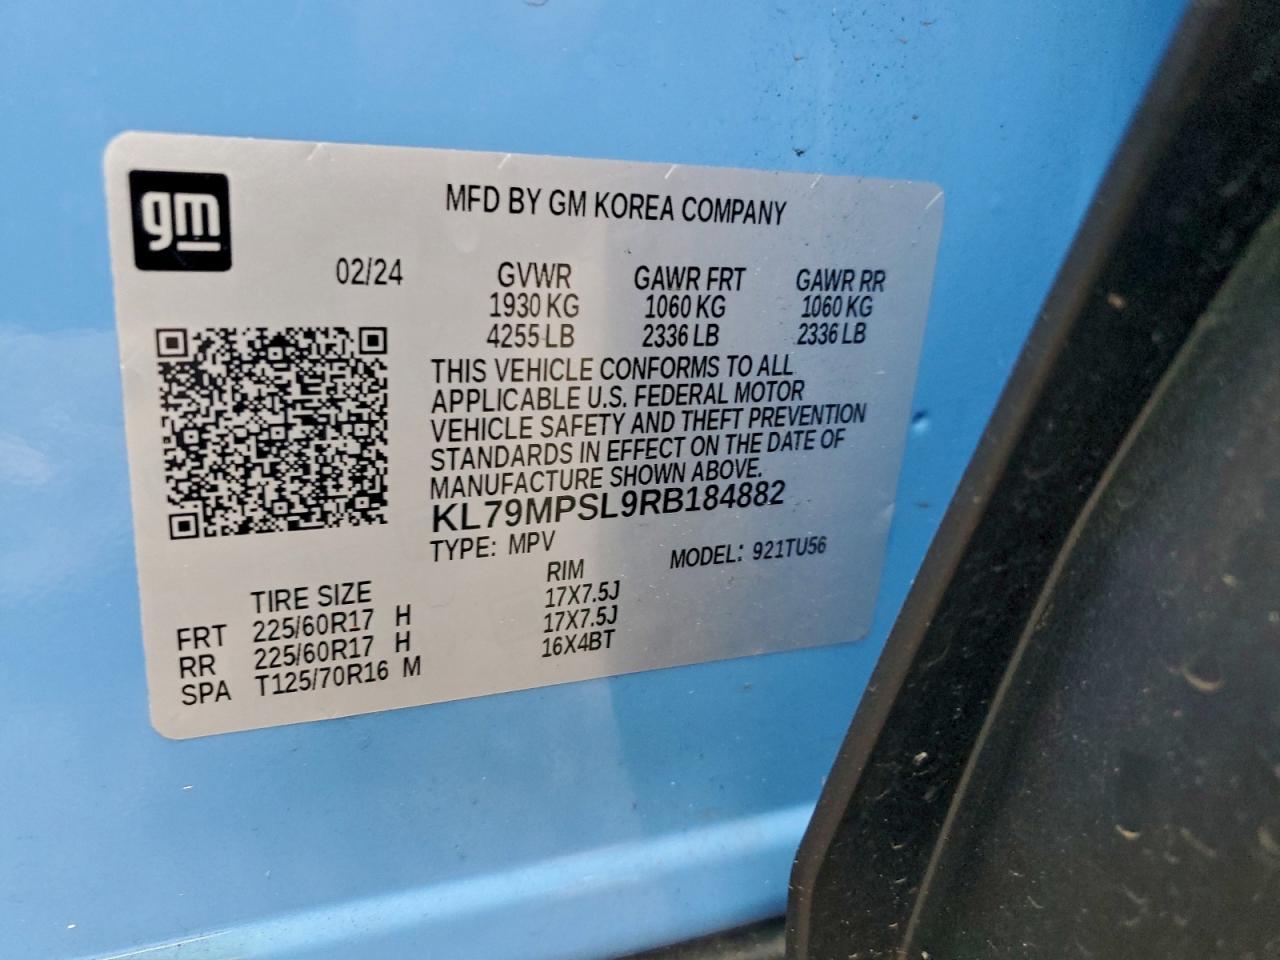 gm
MFD BY GM KOREA COMPANY
02/24
GVWR GAWR FRT GAWR RR
1930 KG 1060 KG 1060 KG
4255 LB 2336 LB 2336 LB
THIS VEHICLE CONFORMS TO ALL
APPLICABLE U.S. FEDERAL MOTOR
VEHICLE SAFETY AND THEFT PREVENTION
STANDARDS IN EFFECT ON THE DATE OF
MANUFACTURE SHOWN ABOVE.
KL79MPSL9RB184882
TYPE: MPV MODEL: 921TU56
TIRE SIZE RIM
FRT 225/60R17 H 17X7.5J
RR 225/60R17 H 17X7.5J
SPA T125/70R16 M 16X4BT